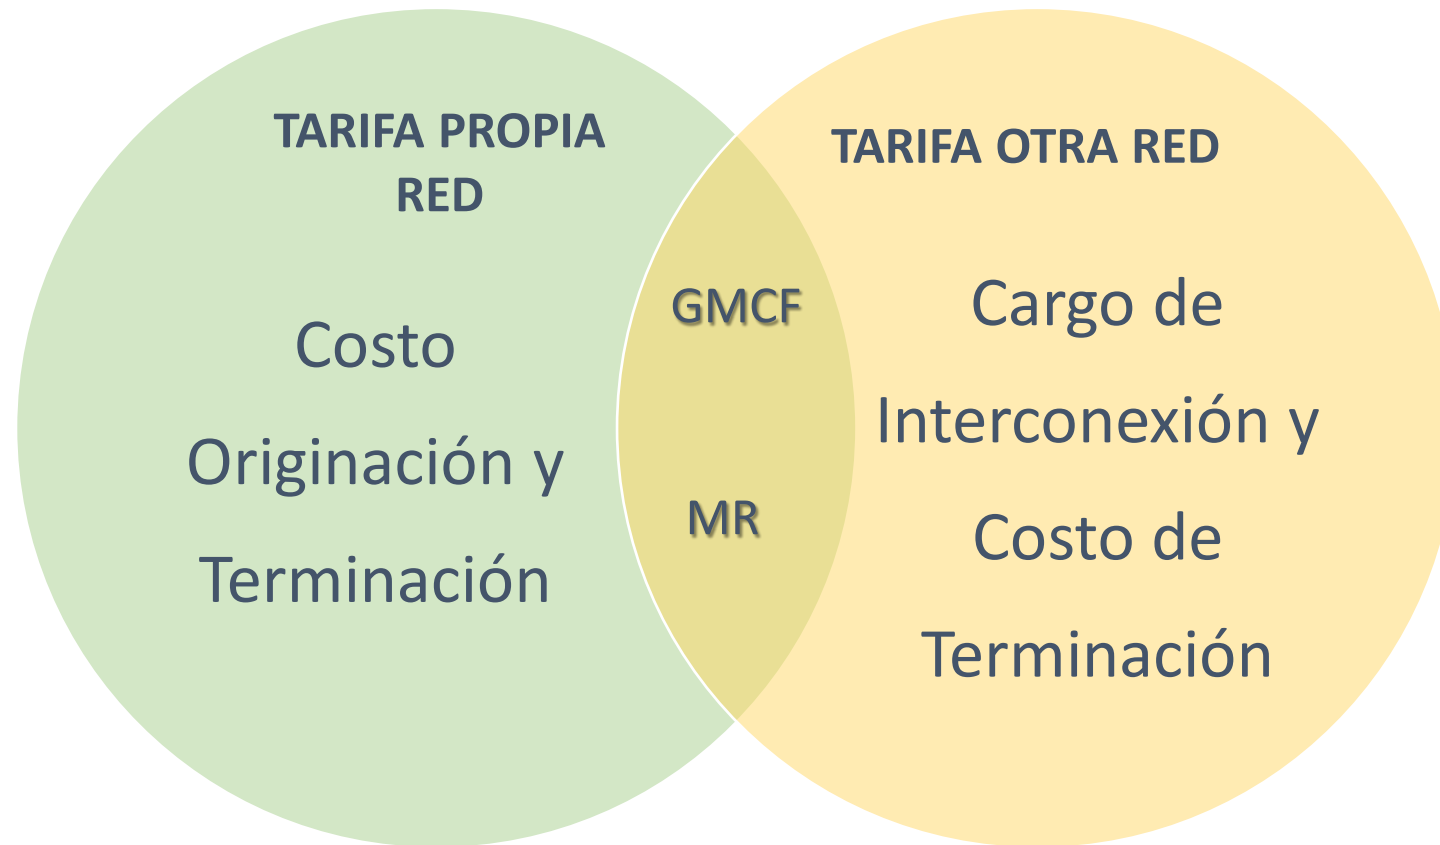 TARIFA PROPIA
RED
Costo
Originación y
Terminación
GMCF
MR
TARIFA OTRA RED
Cargo de
Interconexión y
Costo de
Terminación